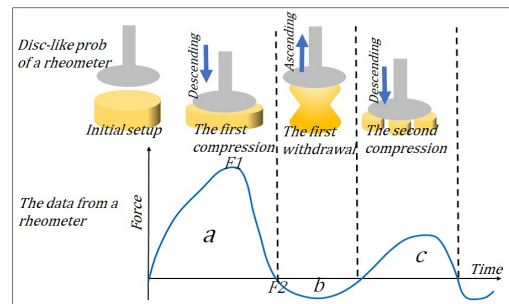 Disc-like prob
of a rheometer
Descending
Ascending
Descending
Initial setup
The first
compression
The first
withdrawal
The second
compression
F1
The data from a
rheometer
Force
a
F2
b
c
Time